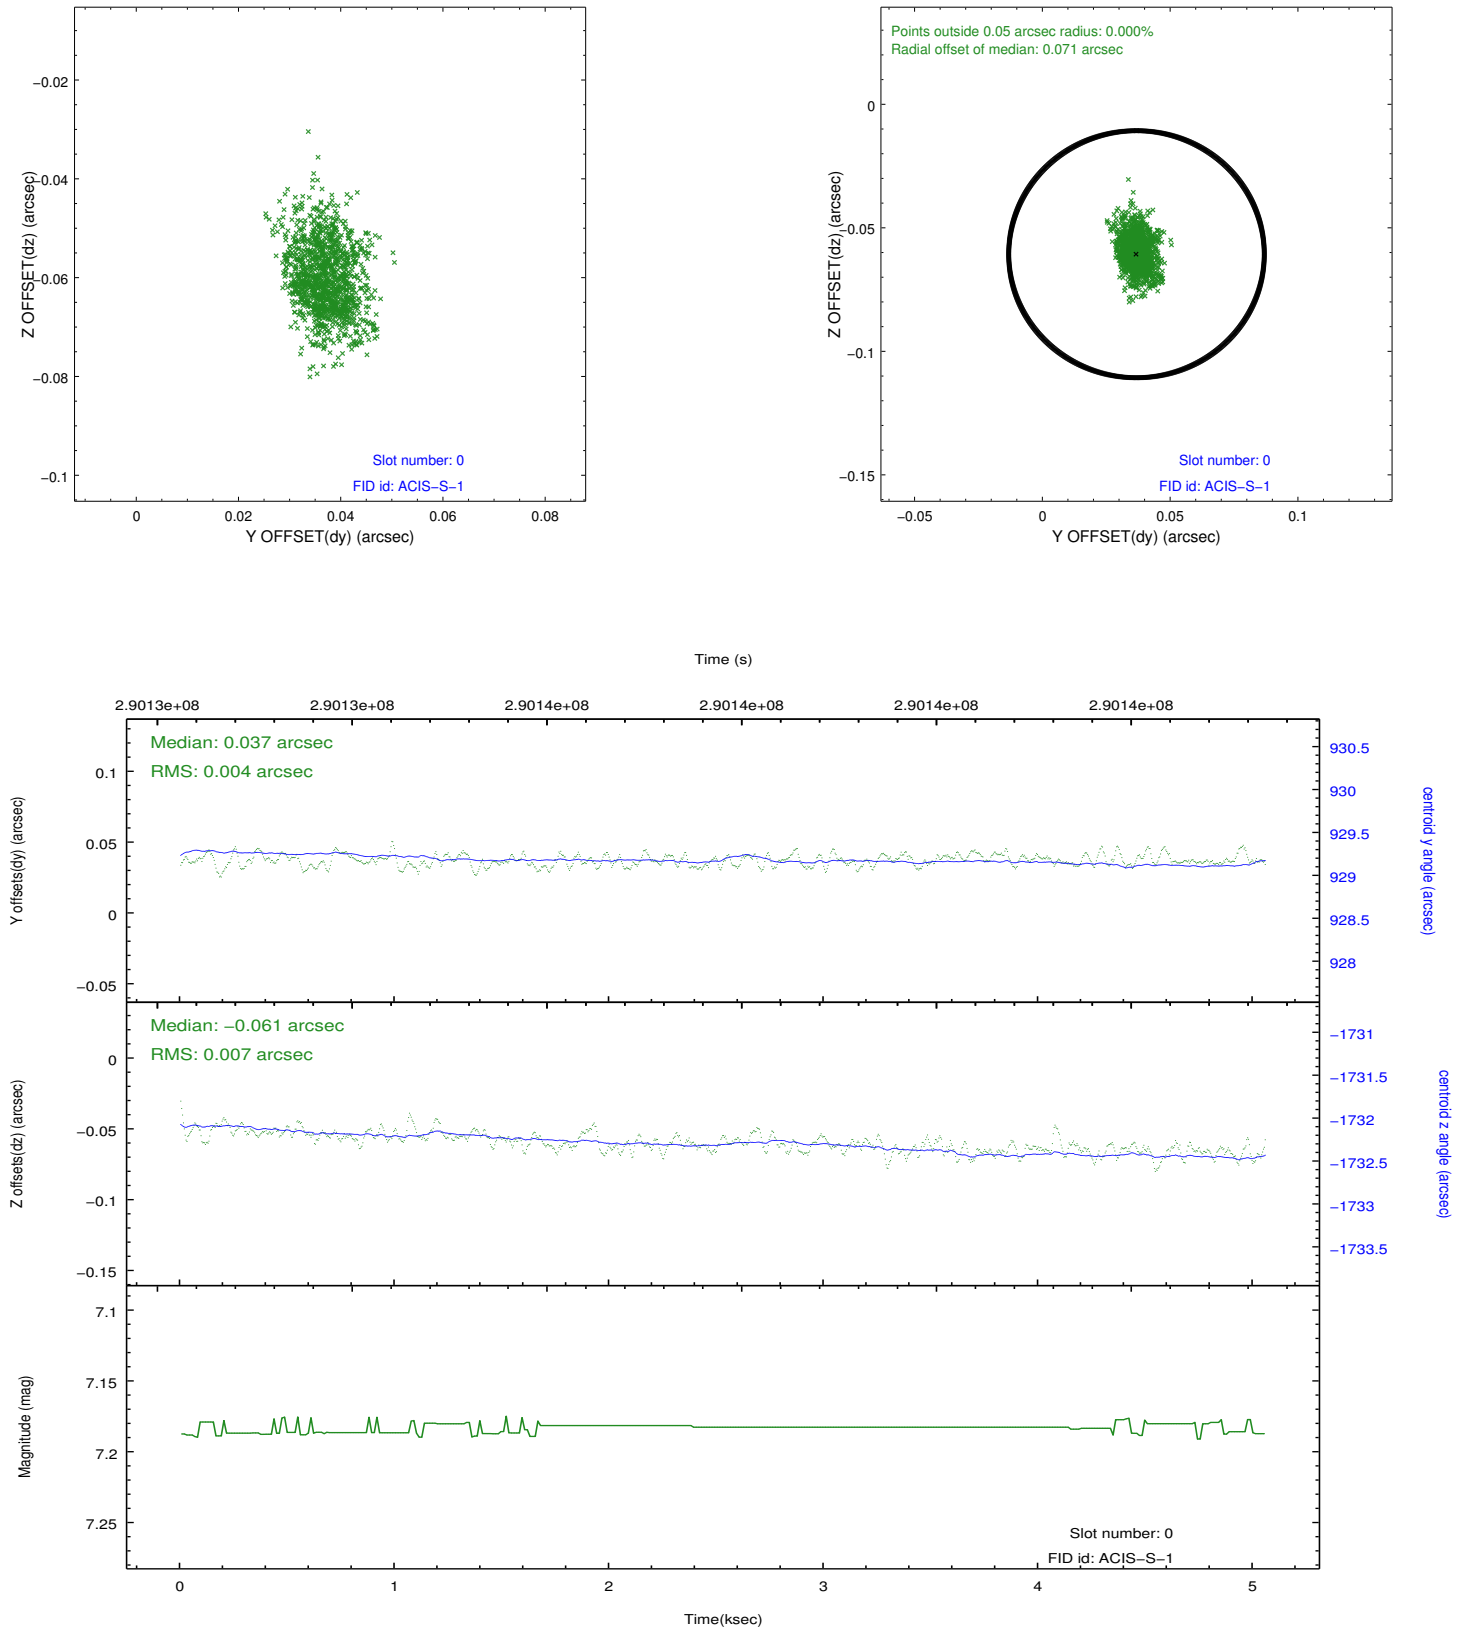 −0.02
−0.04
−0.06
−0.08
−0.1
Z OFFSET(dz) (arcsec)
Slot number: 0
FID id: ACIS−S−1
0 0.02 0.04 0.06 0.08
Y OFFSET(dy) (arcsec)
Points outside 0.05 arcsec radius: 0.000%
Radial offset of median: 0.071 arcsec
0
−0.05
−0.1
−0.15
Z OFFSET(dz) (arcsec)
Slot number: 0
FID id: ACIS−S−1
−0.05 0 0.05 0.1
Y OFFSET(dy) (arcsec)
Time (s)
2.9013e+08 2.9013e+08 2.9014e+08 2.9014e+08 2.9014e+08 2.9014e+08
Median: 0.037 arcsec
RMS: 0.004 arcsec
0.1
0.05
0
−0.05
Y offsets(dy) (arcsec)
930.5
930
929.5
929
928.5
928
centroid y angle (arcsec)
Median: −0.061 arcsec
RMS: 0.007 arcsec
0
−0.05
−0.1
−0.15
Z offsets(dz) (arcsec)
−1731
−1731.5
−1732
−1732.5
−1733
−1733.5
centroid z angle (arcsec)
7.1
7.15
7.2
7.25
Magnitude (mag)
Slot number: 0
FID id: ACIS−S−1
0 1 2 3 4 5
Time(ksec)